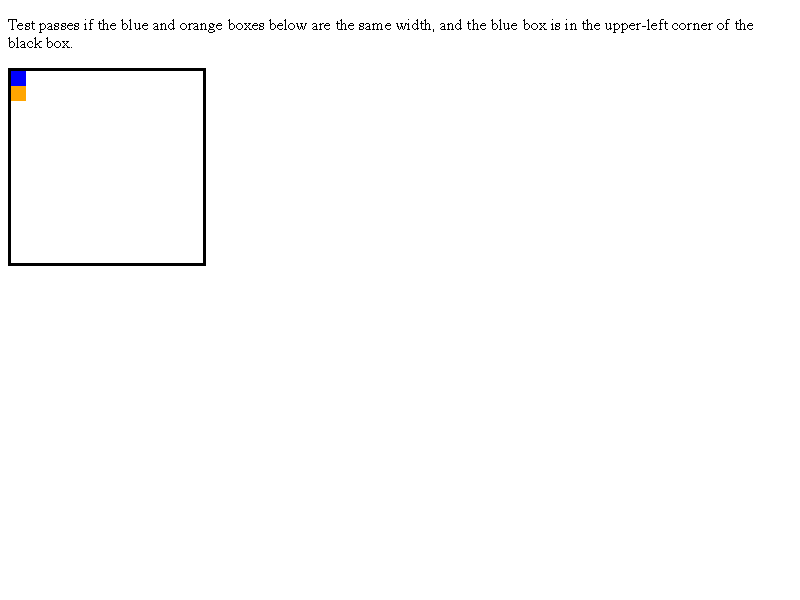 Test passes if the blue and orange boxes below are the same width, and the blue box is in the upper-left corner of the
black box.